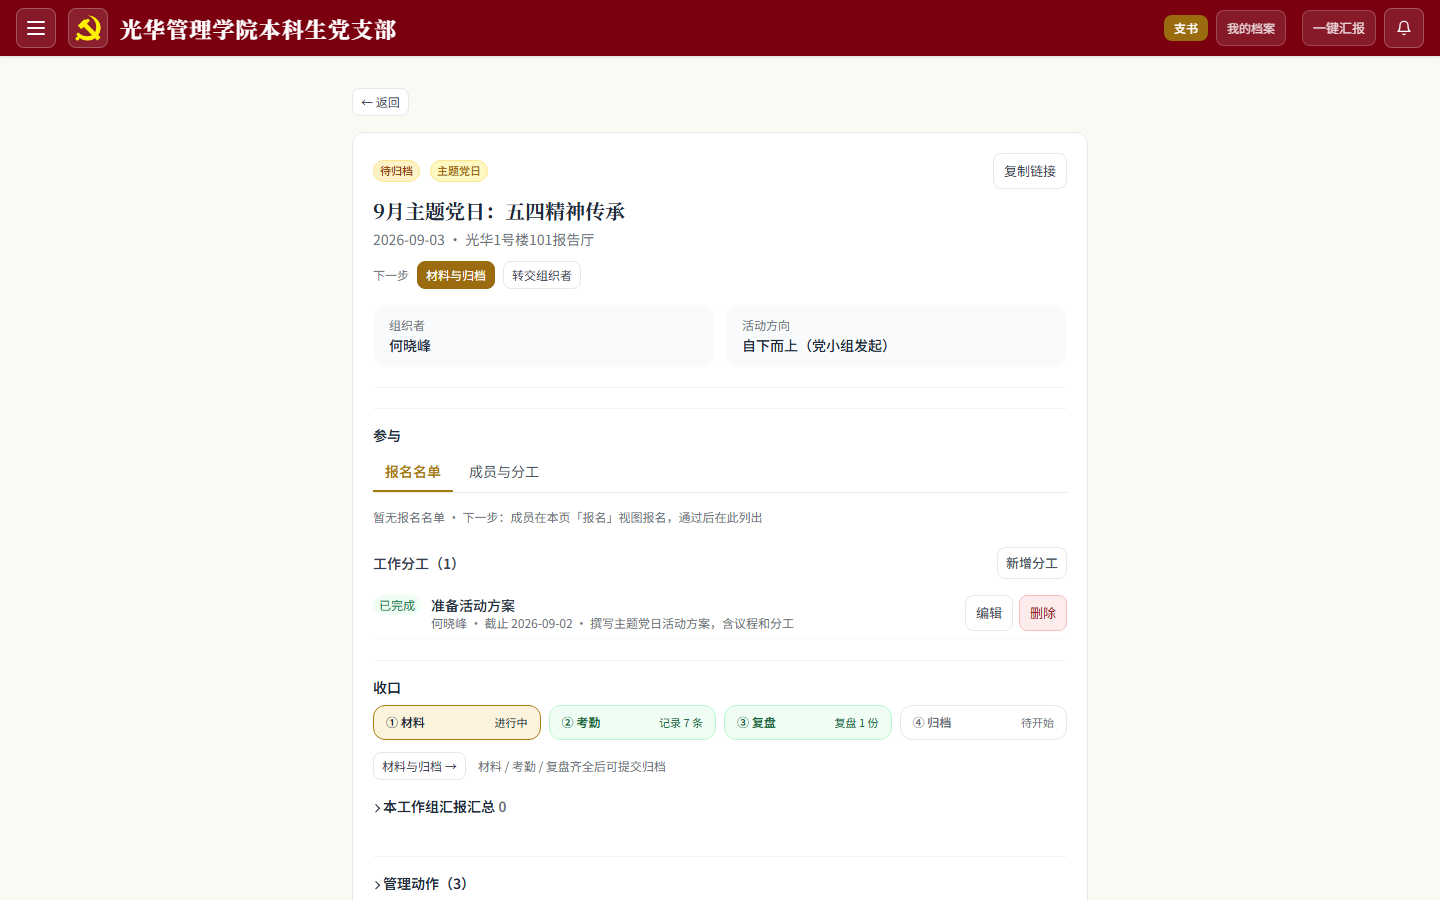 光华管理学院本科生党支部
支书
我的档案
一键汇报
← 返回
待归档
主题党日
复制链接
9月主题党日：五四精神传承
2026-09-03 · 光华1号楼101报告厅
下一步
材料与归档
转交组织者
组织者
何晓峰
活动方向
自下而上（党小组发起）
参与
报名名单
成员与分工
暂无报名名单 · 下一步：成员在本页「报名」视图报名，通过后在此列出
工作分工（1）
新增分工
已完成
准备活动方案
何晓峰 · 截止 2026-09-02 · 撰写主题党日活动方案，含议程和分工
编辑
删除
收口
① 材料
进行中
② 考勤
记录 7 条
③ 复盘
复盘 1 份
④ 归档
待开始
材料与归档 →
材料 / 考勤 / 复盘齐全后可提交归档
本工作组汇报汇总 0
管理动作（3）